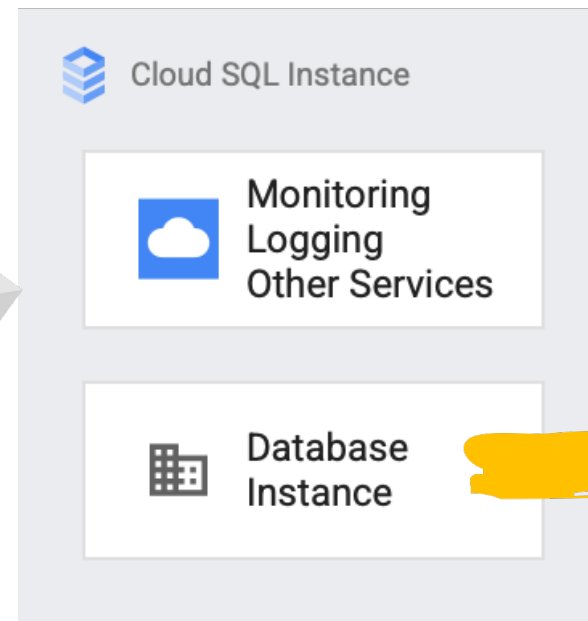 Cloud SQL Instance
Monitoring
Logging
Other Services
Database
Instance